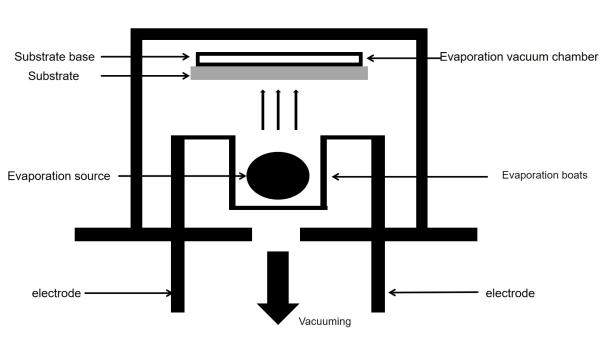 Substrate base
Evaporation vacuum chamber
Substrate
Evaporation source
Evaporation boats
electrode
electrode
Vacuuming